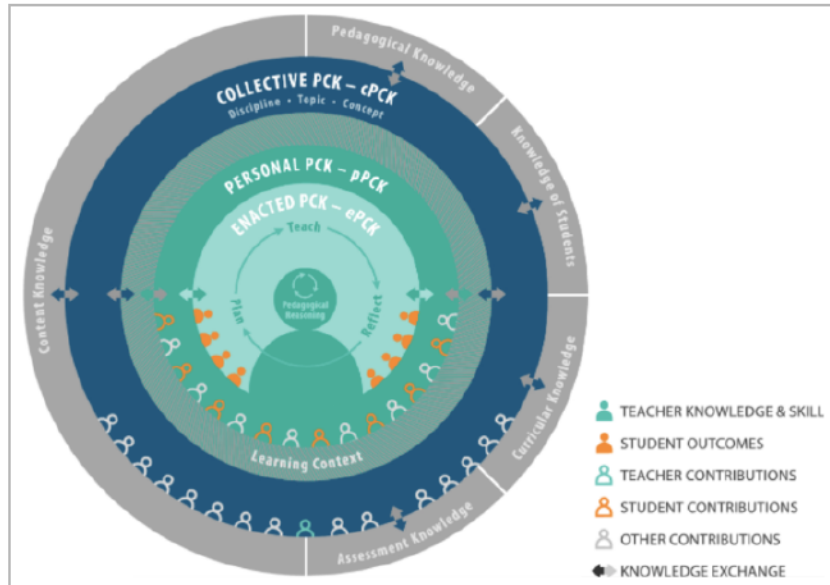 Pedagogical Knowledge
COLLECTIVE PCK – cPCK
Discipline • Topic • Concept
Knowledge of Students
PERSONAL PCK – pPCK
ENACTED PCK – ePCK
Teach
Content Knowledge
Plan
Pedagogical
Reasoning
Reflect
Curricular Knowledge
Learning Context
Assessment Knowledge
TEACHER KNOWLEDGE & SKILL
STUDENT OUTCOMES
TEACHER CONTRIBUTIONS
STUDENT CONTRIBUTIONS
OTHER CONTRIBUTIONS
KNOWLEDGE EXCHANGE